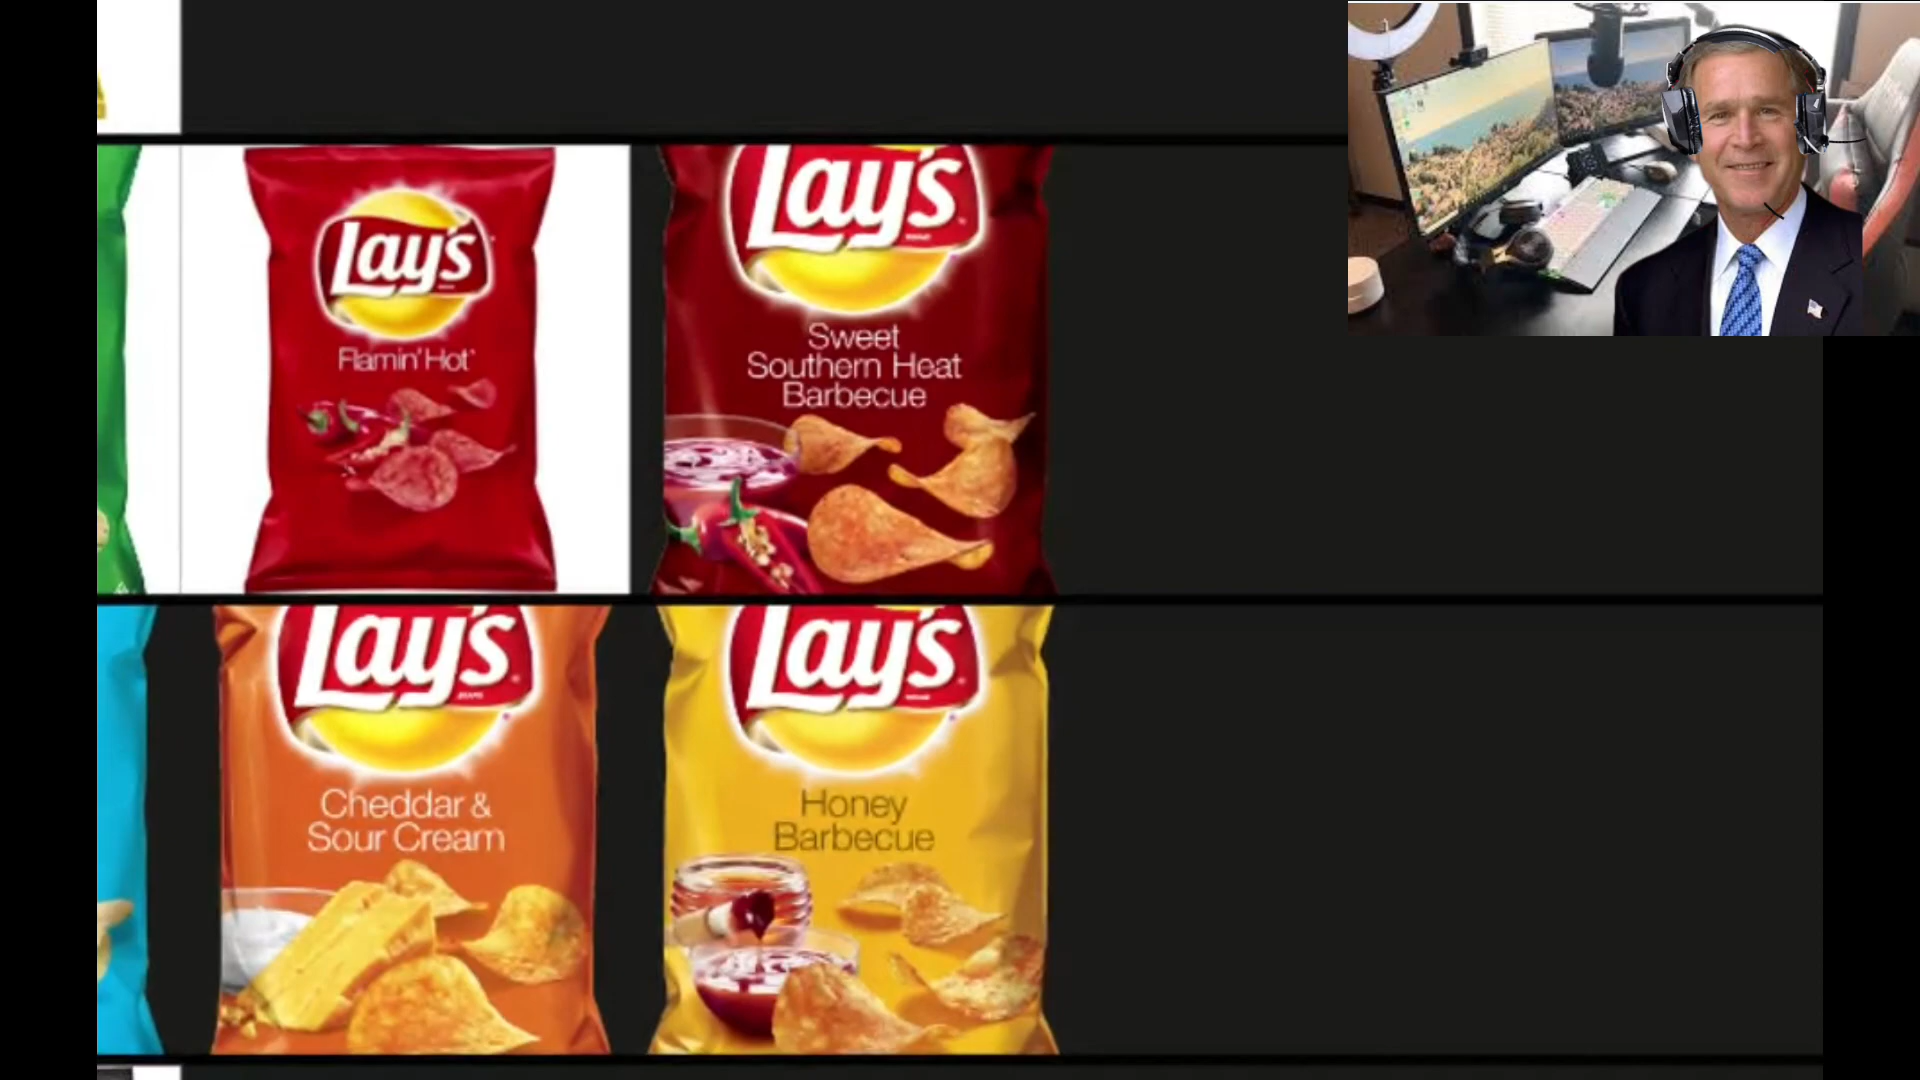 Lay's
Flamin' Hot
Lay's
Sweet
Southern Heat
Barbecue
Lay's
Cheddar &
Sour Cream
Lay's
Honey
Barbecue